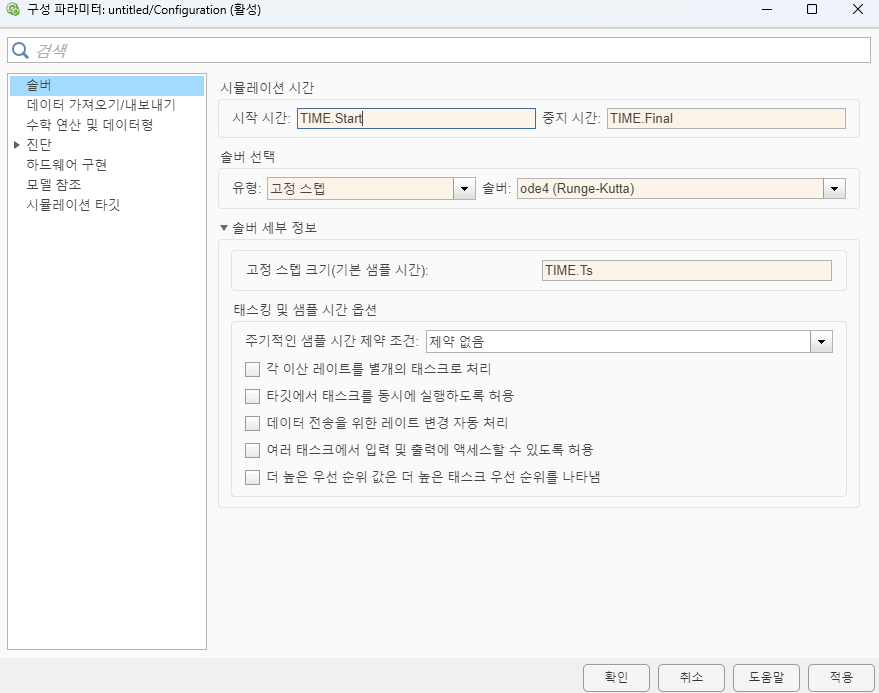 구성 파라미터: untitled/Configuration (활성)
검색
솔버
데이터 가져오기/내보내기
수학 연산 및 데이터형
진단
하드웨어 구현
모델 참조
시뮬레이션 타깃
시뮬레이션 시간
시작 시간: TIME.Start 중지 시간: TIME.Final
솔버 선택
유형: 고정 스텝 솔버: ode4 (Runge-Kutta)
솔버 세부 정보
고정 스텝 크기(기본 샘플 시간): TIME.Ts
태스킹 및 샘플 시간 옵션
주기적인 샘플 시간 제약 조건: 제약 없음
각 이산 레이트를 별개의 태스크로 처리
타깃에서 태스크를 동시에 실행하도록 허용
데이터 전송을 위한 레이트 변경 자동 처리
여러 태스크에서 입력 및 출력에 액세스할 수 있도록 허용
더 높은 우선 순위 값은 더 높은 태스크 우선 순위를 나타냄
확인 취소 도움말 적용